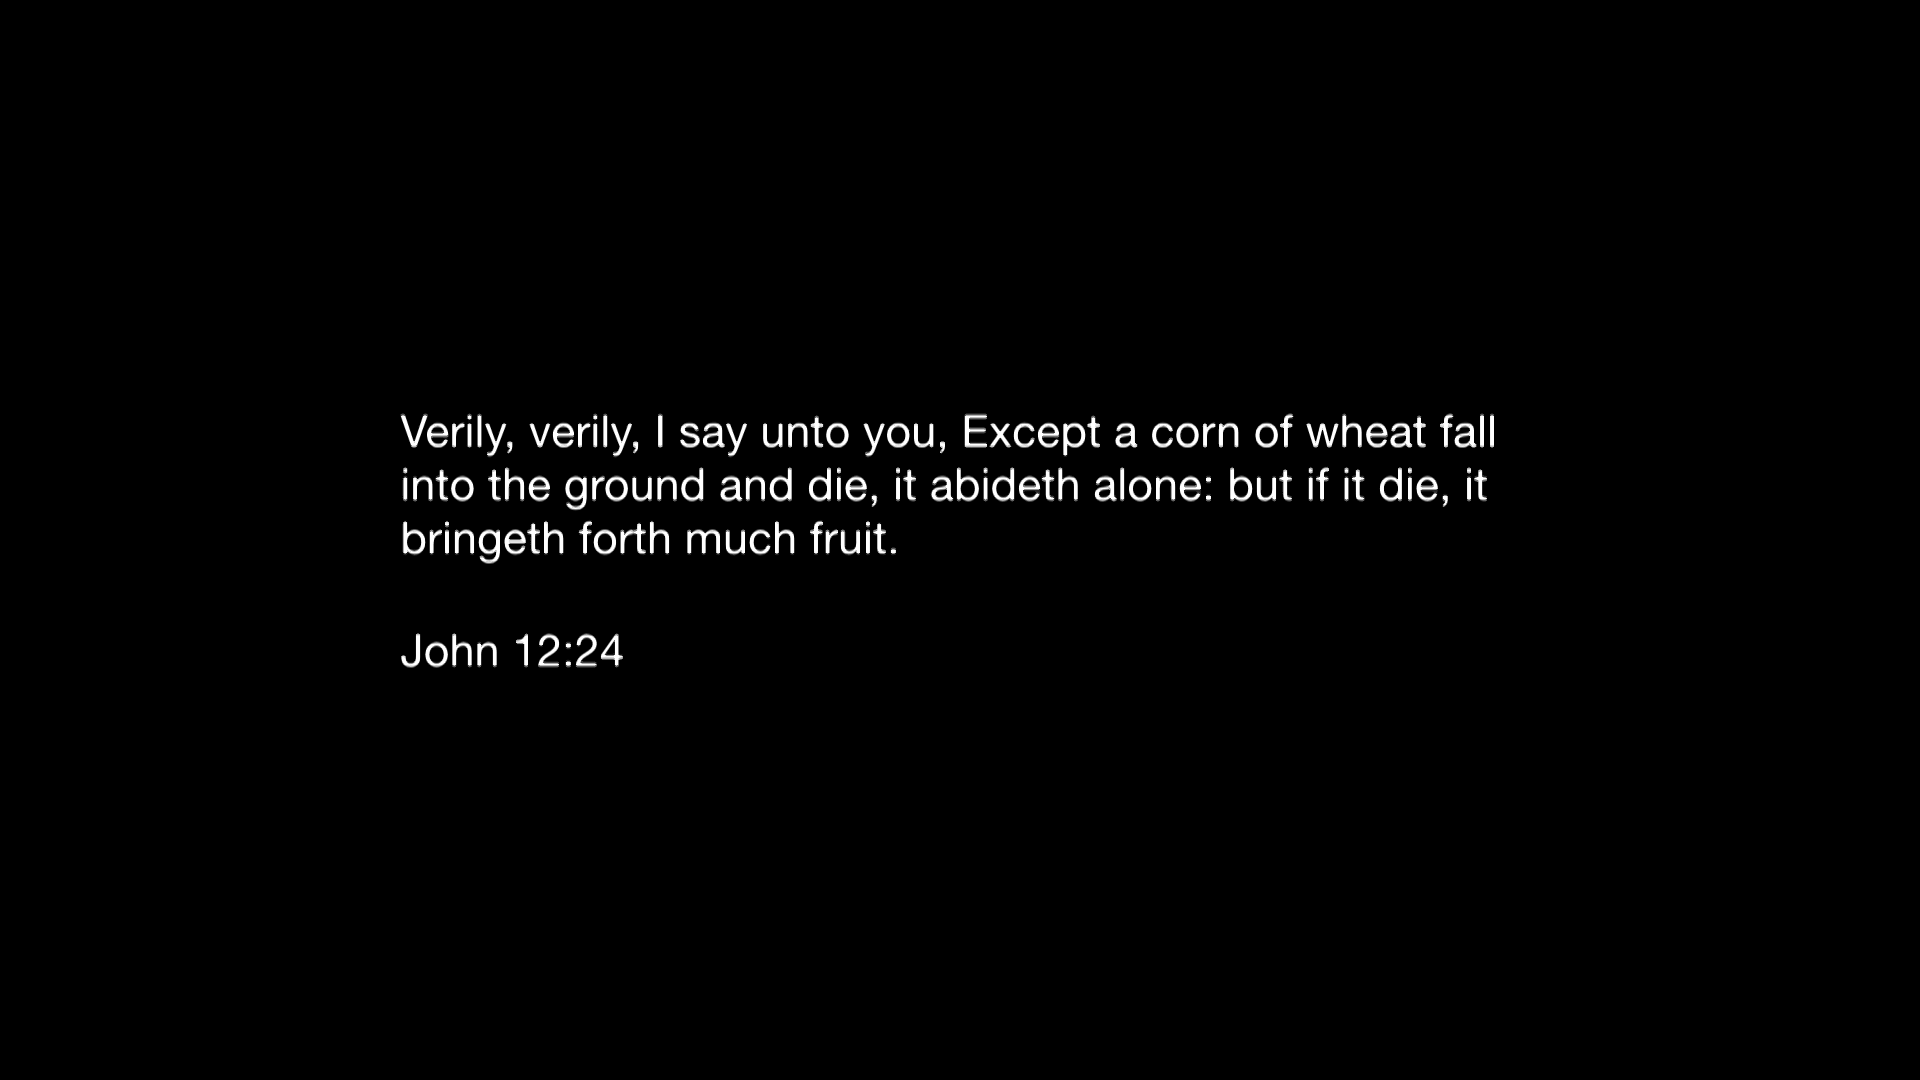 Verily, verily, I say unto you, Except a corn of wheat fall
into the ground and die, it abideth alone: but if it die, it
bringeth forth much fruit.
John 12:24